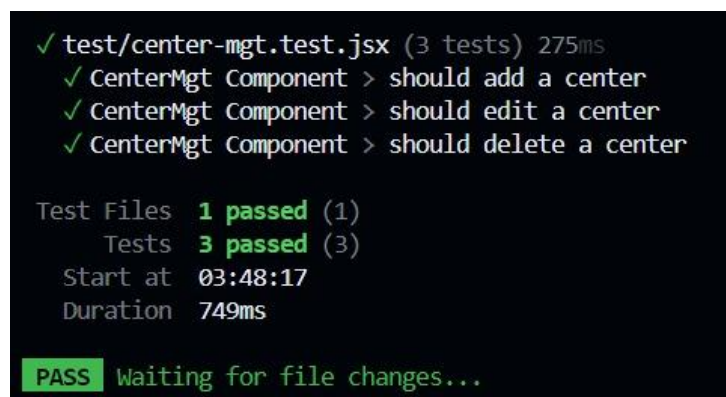 ✓ test/center-mgt.test.jsx (3 tests) 275ms
✓ CenterMgt Component > should add a center
✓ CenterMgt Component > should edit a center
✓ CenterMgt Component > should delete a center
Test Files 1 passed (1)
Tests 3 passed (3)
Start at 03:48:17
Duration 749ms
PASS Waiting for file changes...